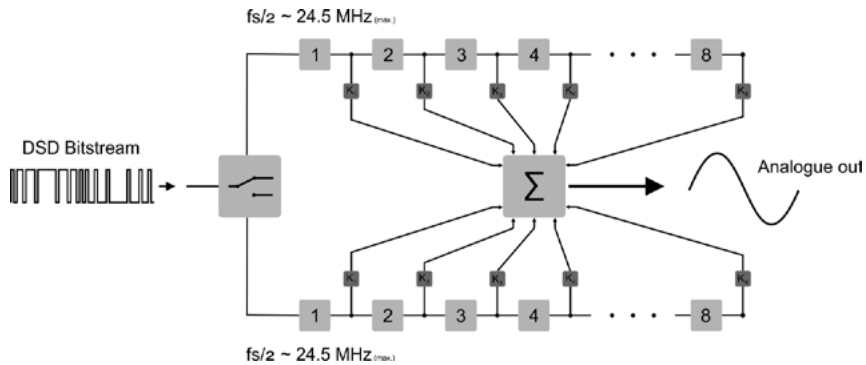 fs/2 ~ 24.5 MHz (max.)
1 2 3 4 8
DSD Bitstream
Σ
Analogue out
1 2 3 4 8
fs/2 ~ 24.5 MHz (max.)